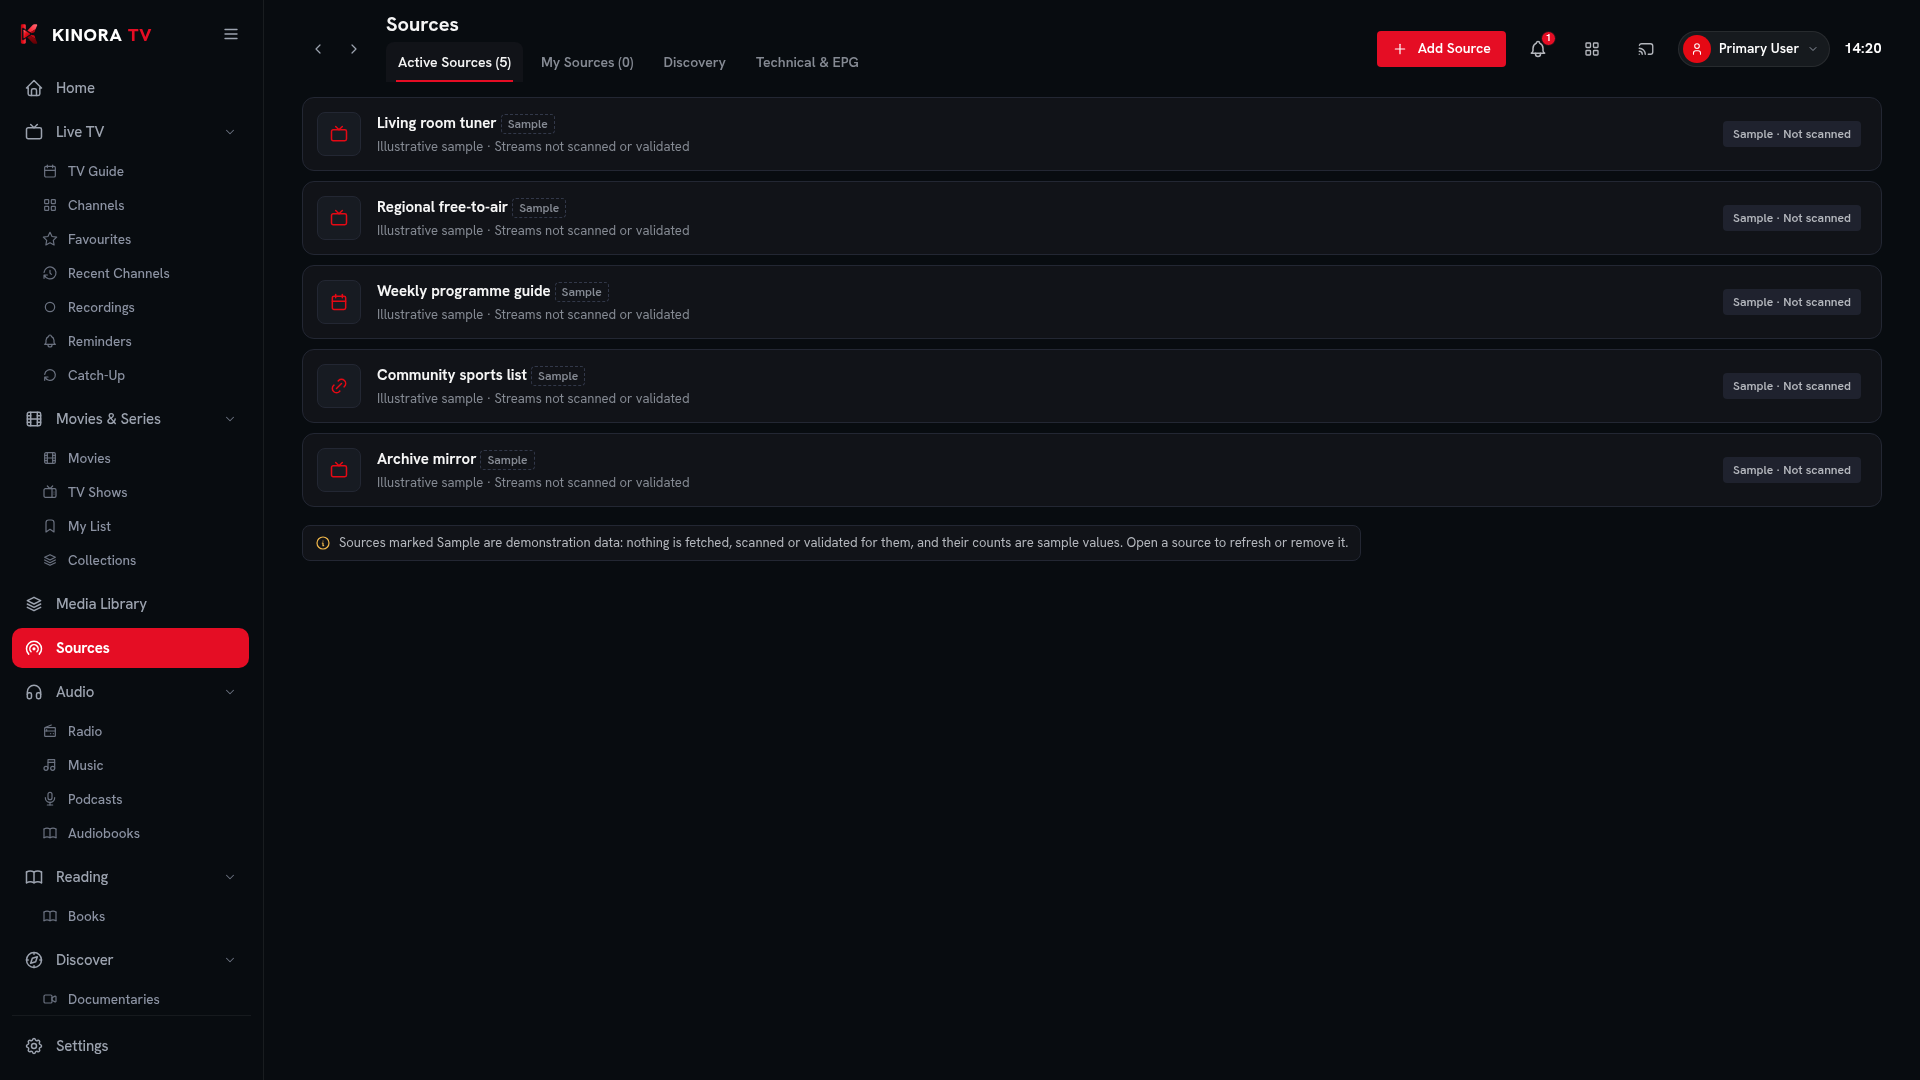 KINORA TV
Home
Live TV
TV Guide
Channels
Favourites
Recent Channels
Recordings
Reminders
Catch-Up
Movies & Series
Movies
TV Shows
My List
Collections
Media Library
Sources
Audio
Radio
Music
Podcasts
Audiobooks
Reading
Books
Discover
Documentaries
Settings
Sources
Active Sources (5)
My Sources (0)
Discovery
Technical & EPG
Add Source
1
Primary User
14:20
Living room tuner Sample
Illustrative sample · Streams not scanned or validated
Sample · Not scanned
Regional free-to-air Sample
Illustrative sample · Streams not scanned or validated
Sample · Not scanned
Weekly programme guide Sample
Illustrative sample · Streams not scanned or validated
Sample · Not scanned
Community sports list Sample
Illustrative sample · Streams not scanned or validated
Sample · Not scanned
Archive mirror Sample
Illustrative sample · Streams not scanned or validated
Sample · Not scanned
Sources marked Sample are demonstration data: nothing is fetched, scanned or validated for them, and their counts are sample values. Open a source to refresh or remove it.